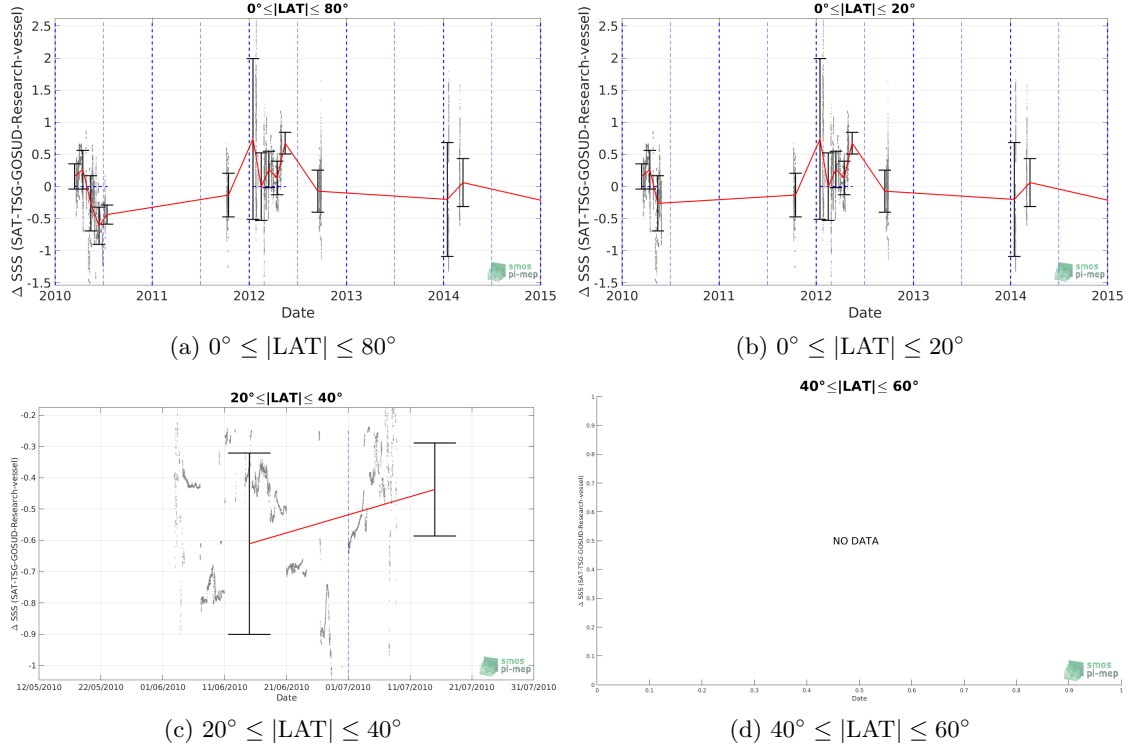 0°≤|LAT|≤ 80°
Δ SSS (SAT-TSG-GOSUD-Research-vessel)
2.5
2
1.5
1
0.5
0
-0.5
-1
-1.5
2010 2011 2012 2013 2014 2015
Date
smos
pi-mep
(a) 0° ≤ |LAT| ≤ 80°
0°≤|LAT|≤ 20°
Δ SSS (SAT-TSG-GOSUD-Research-vessel)
2.5
2
1.5
1
0.5
0
-0.5
-1
-1.5
2010 2011 2012 2013 2014 2015
Date
smos
pi-mep
(b) 0° ≤ |LAT| ≤ 20°
20°≤|LAT|≤ 40°
Δ SSS (SAT-TSG-GOSUD-Research-vessel)
-0.2
-0.3
-0.4
-0.5
-0.6
-0.7
-0.8
-0.9
-1
12/05/2010 22/05/2010 01/06/2010 11/06/2010 21/06/2010 01/07/2010 11/07/2010 21/07/2010 31/07/2010
Date
smos
pi-mep
(c) 20° ≤ |LAT| ≤ 40°
40°≤|LAT|≤ 60°
Δ SSS (SAT-TSG-GOSUD-Research-vessel)
1
0.9
0.8
0.7
0.6
0.5
0.4
0.3
0.2
0.1
0
NO DATA
0 0.1 0.2 0.3 0.4 0.5 0.6 0.7 0.8 0.9 1
Date
smos
pi-mep
(d) 40° ≤ |LAT| ≤ 60°